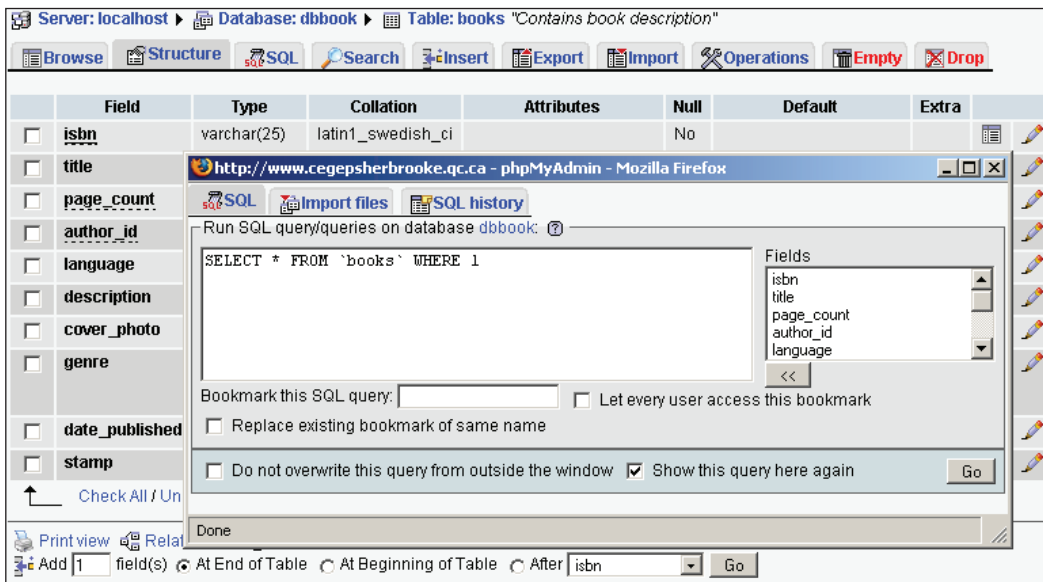 Server: localhost Database: dbbook Table: books "Contains book description"
Browse Structure SQL Search Insert Export Import Operations Empty Drop
Field Type Collation Attributes Null Default Extra
isbn varchar(25) latin1_swedish_ci No
title
page_count
author_id
language
description
cover_photo
genre
date_published
stamp
http://www.cegepsherbrooke.qc.ca - phpMyAdmin - Mozilla Firefox
SQL Import files SQL history
Run SQL query/queries on database dbbook:
SELECT * FROM `books` WHERE 1
Fields
isbn
title
page_count
author_id
language
<<
Bookmark this SQL query: Let every user access this bookmark
Replace existing bookmark of same name
Do not overwrite this query from outside the window Show this query here again Go
Done
Check All / Un
Print view Relat
Add 1 field(s) At End of Table At Beginning of Table After isbn Go